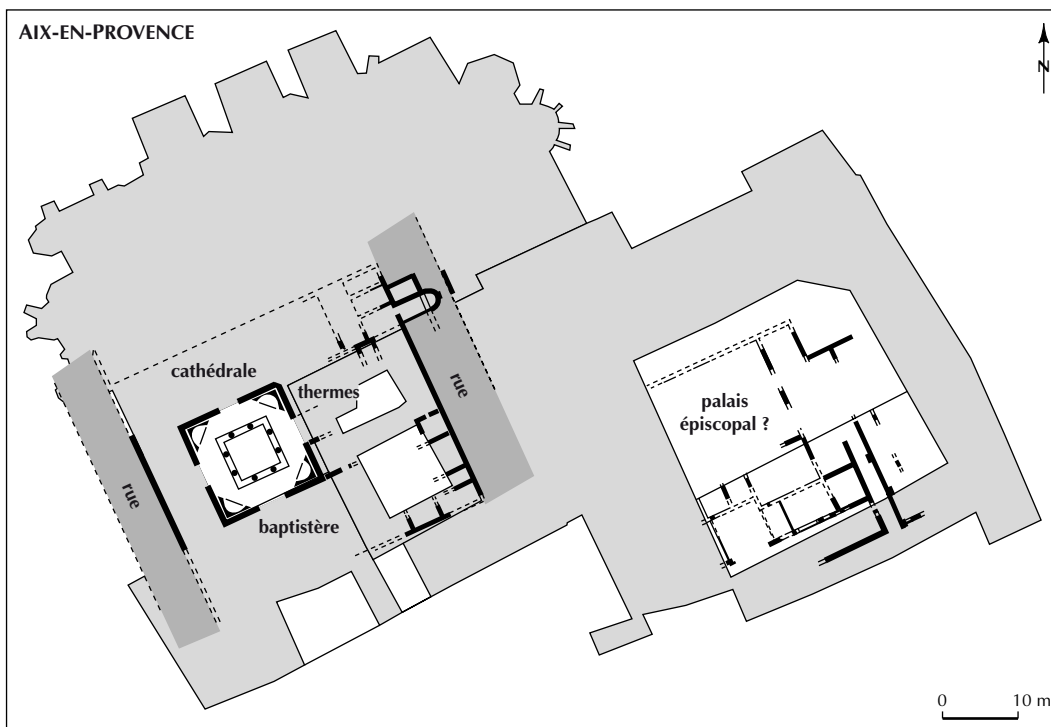 AIX-EN-PROVENCE
N
cathédrale
thermes
rue
palais
épiscopal ?
rue
baptistère
0 10 m